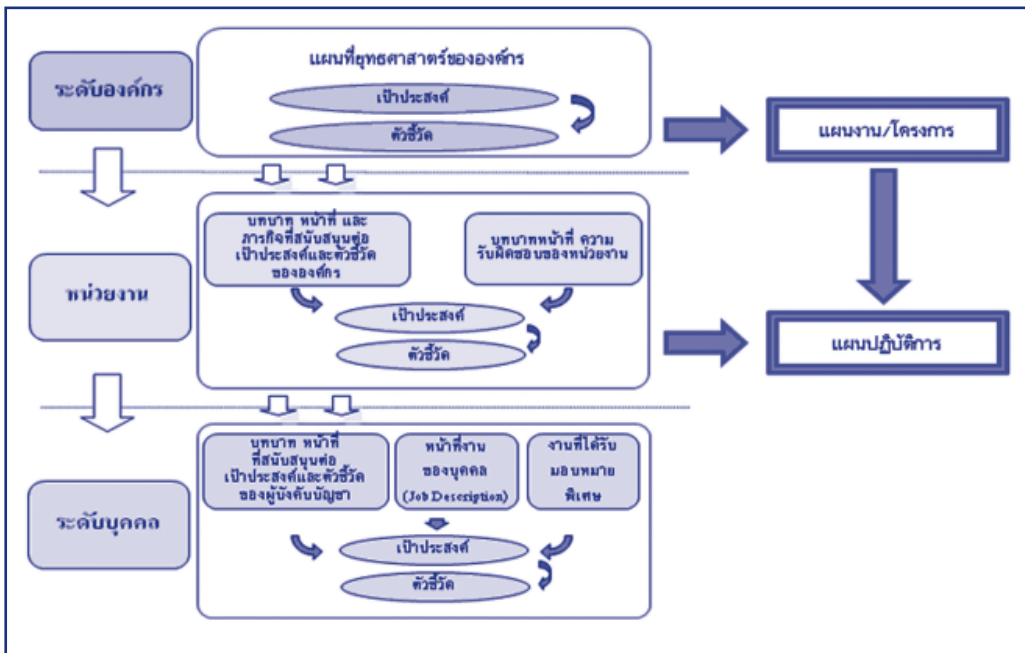 แผนที่ยุทธศาสตร์ขององค์กร
ระดับองค์กร
เป้าประสงค์
ตัวชี้วัด
แผนงาน/โครงการ
บทบาท หน้าที่ และ
ภารกิจที่สนับสนุนต่อ
เป้าประสงค์และตัวชี้วัด
ขององค์กร
บทบาทหน้าที่ ความ
รับผิดชอบของหน่วยงาน
หน่วยงาน
เป้าประสงค์
ตัวชี้วัด
แผนปฏิบัติการ
บทบาท หน้าที่
ที่สนับสนุนต่อ
เป้าประสงค์และตัวชี้วัด
ของผู้บังคับบัญชา
หน้าที่งาน
ของบุคคล
(Job Description)
งานที่ได้รับ
มอบหมาย
พิเศษ
ระดับบุคคล
เป้าประสงค์
ตัวชี้วัด